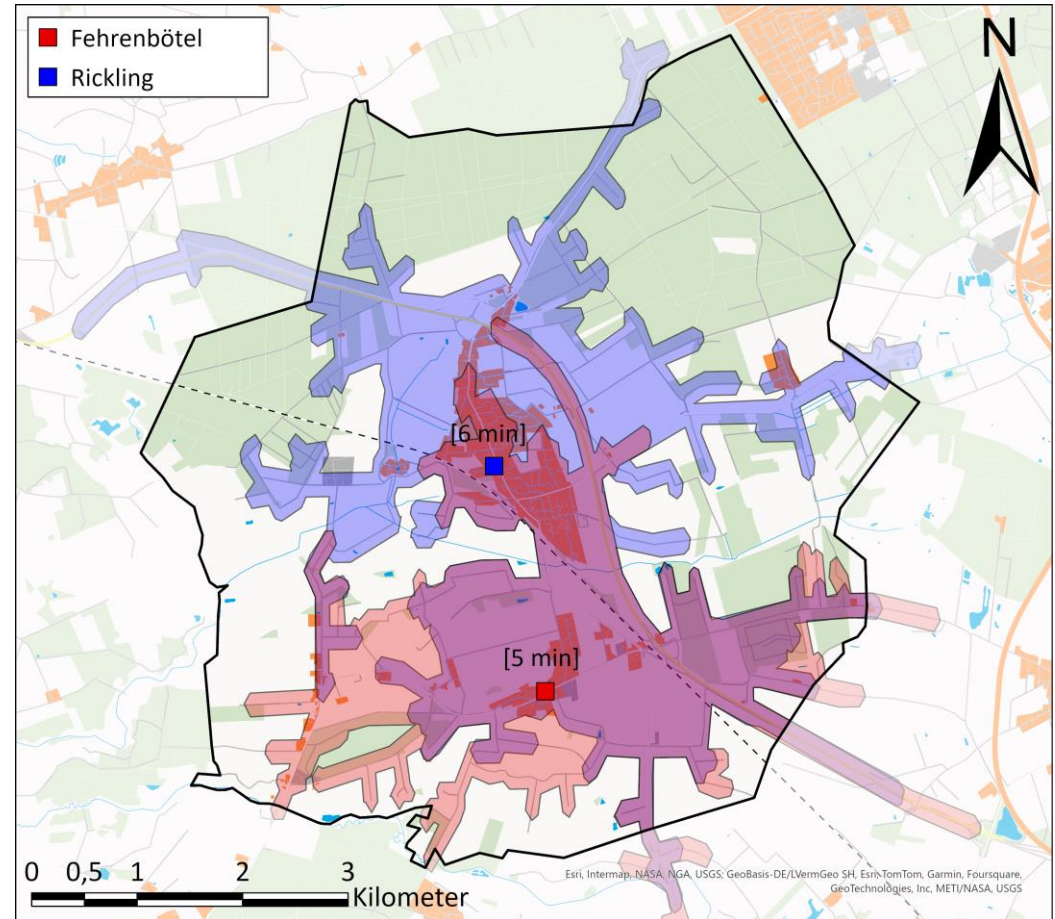 Fehrenbötel
Rickling
N
[6 min]
[5 min]
0 0,5 1 2 3
Kilometer
Esri, Intermap, NASA, NGA, USGS; GeoBasis-DE/LVermGeo SH, Esri, TomTom, Garmin, Foursquare,
GeoTechnologies, Inc, METI/NASA, USGS